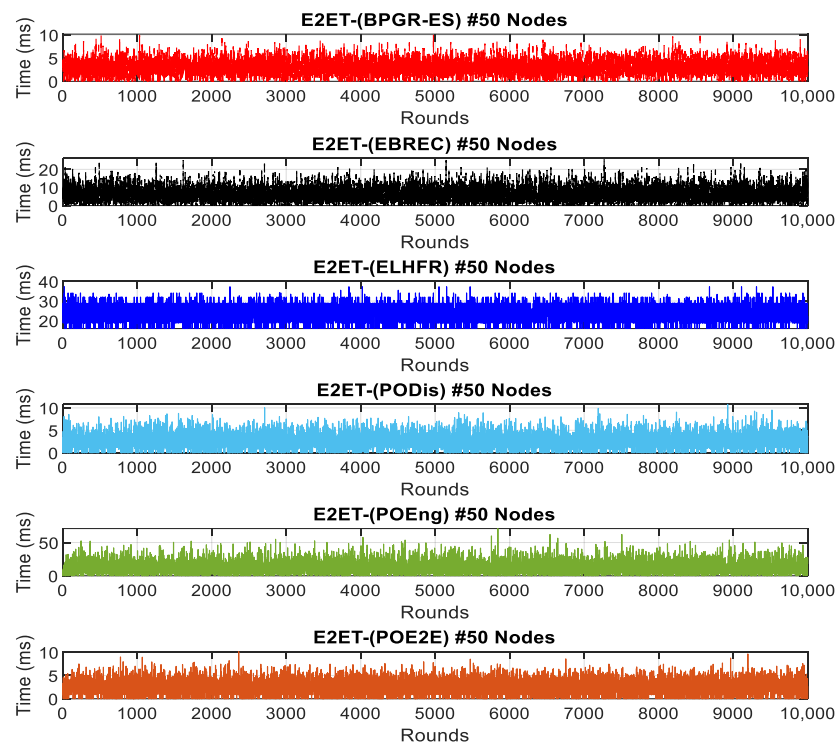 E2ET-(BPGR-ES) #50 Nodes
Time (ms)
10
5
0
0 1000 2000 3000 4000 5000 6000 7000 8000 9000 10,000
Rounds
E2ET-(EBREC) #50 Nodes
Time (ms)
20
10
0
0 1000 2000 3000 4000 5000 6000 7000 8000 9000 10,000
Rounds
E2ET-(ELHFR) #50 Nodes
Time (ms)
40
30
20
0 1000 2000 3000 4000 5000 6000 7000 8000 9000 10,000
Rounds
E2ET-(PODis) #50 Nodes
Time (ms)
10
5
0
0 1000 2000 3000 4000 5000 6000 7000 8000 9000 10,000
Rounds
E2ET-(POEng) #50 Nodes
Time (ms)
50
0
0 1000 2000 3000 4000 5000 6000 7000 8000 9000 10,000
Rounds
E2ET-(POE2E) #50 Nodes
Time (ms)
10
5
0
0 1000 2000 3000 4000 5000 6000 7000 8000 9000 10,000
Rounds